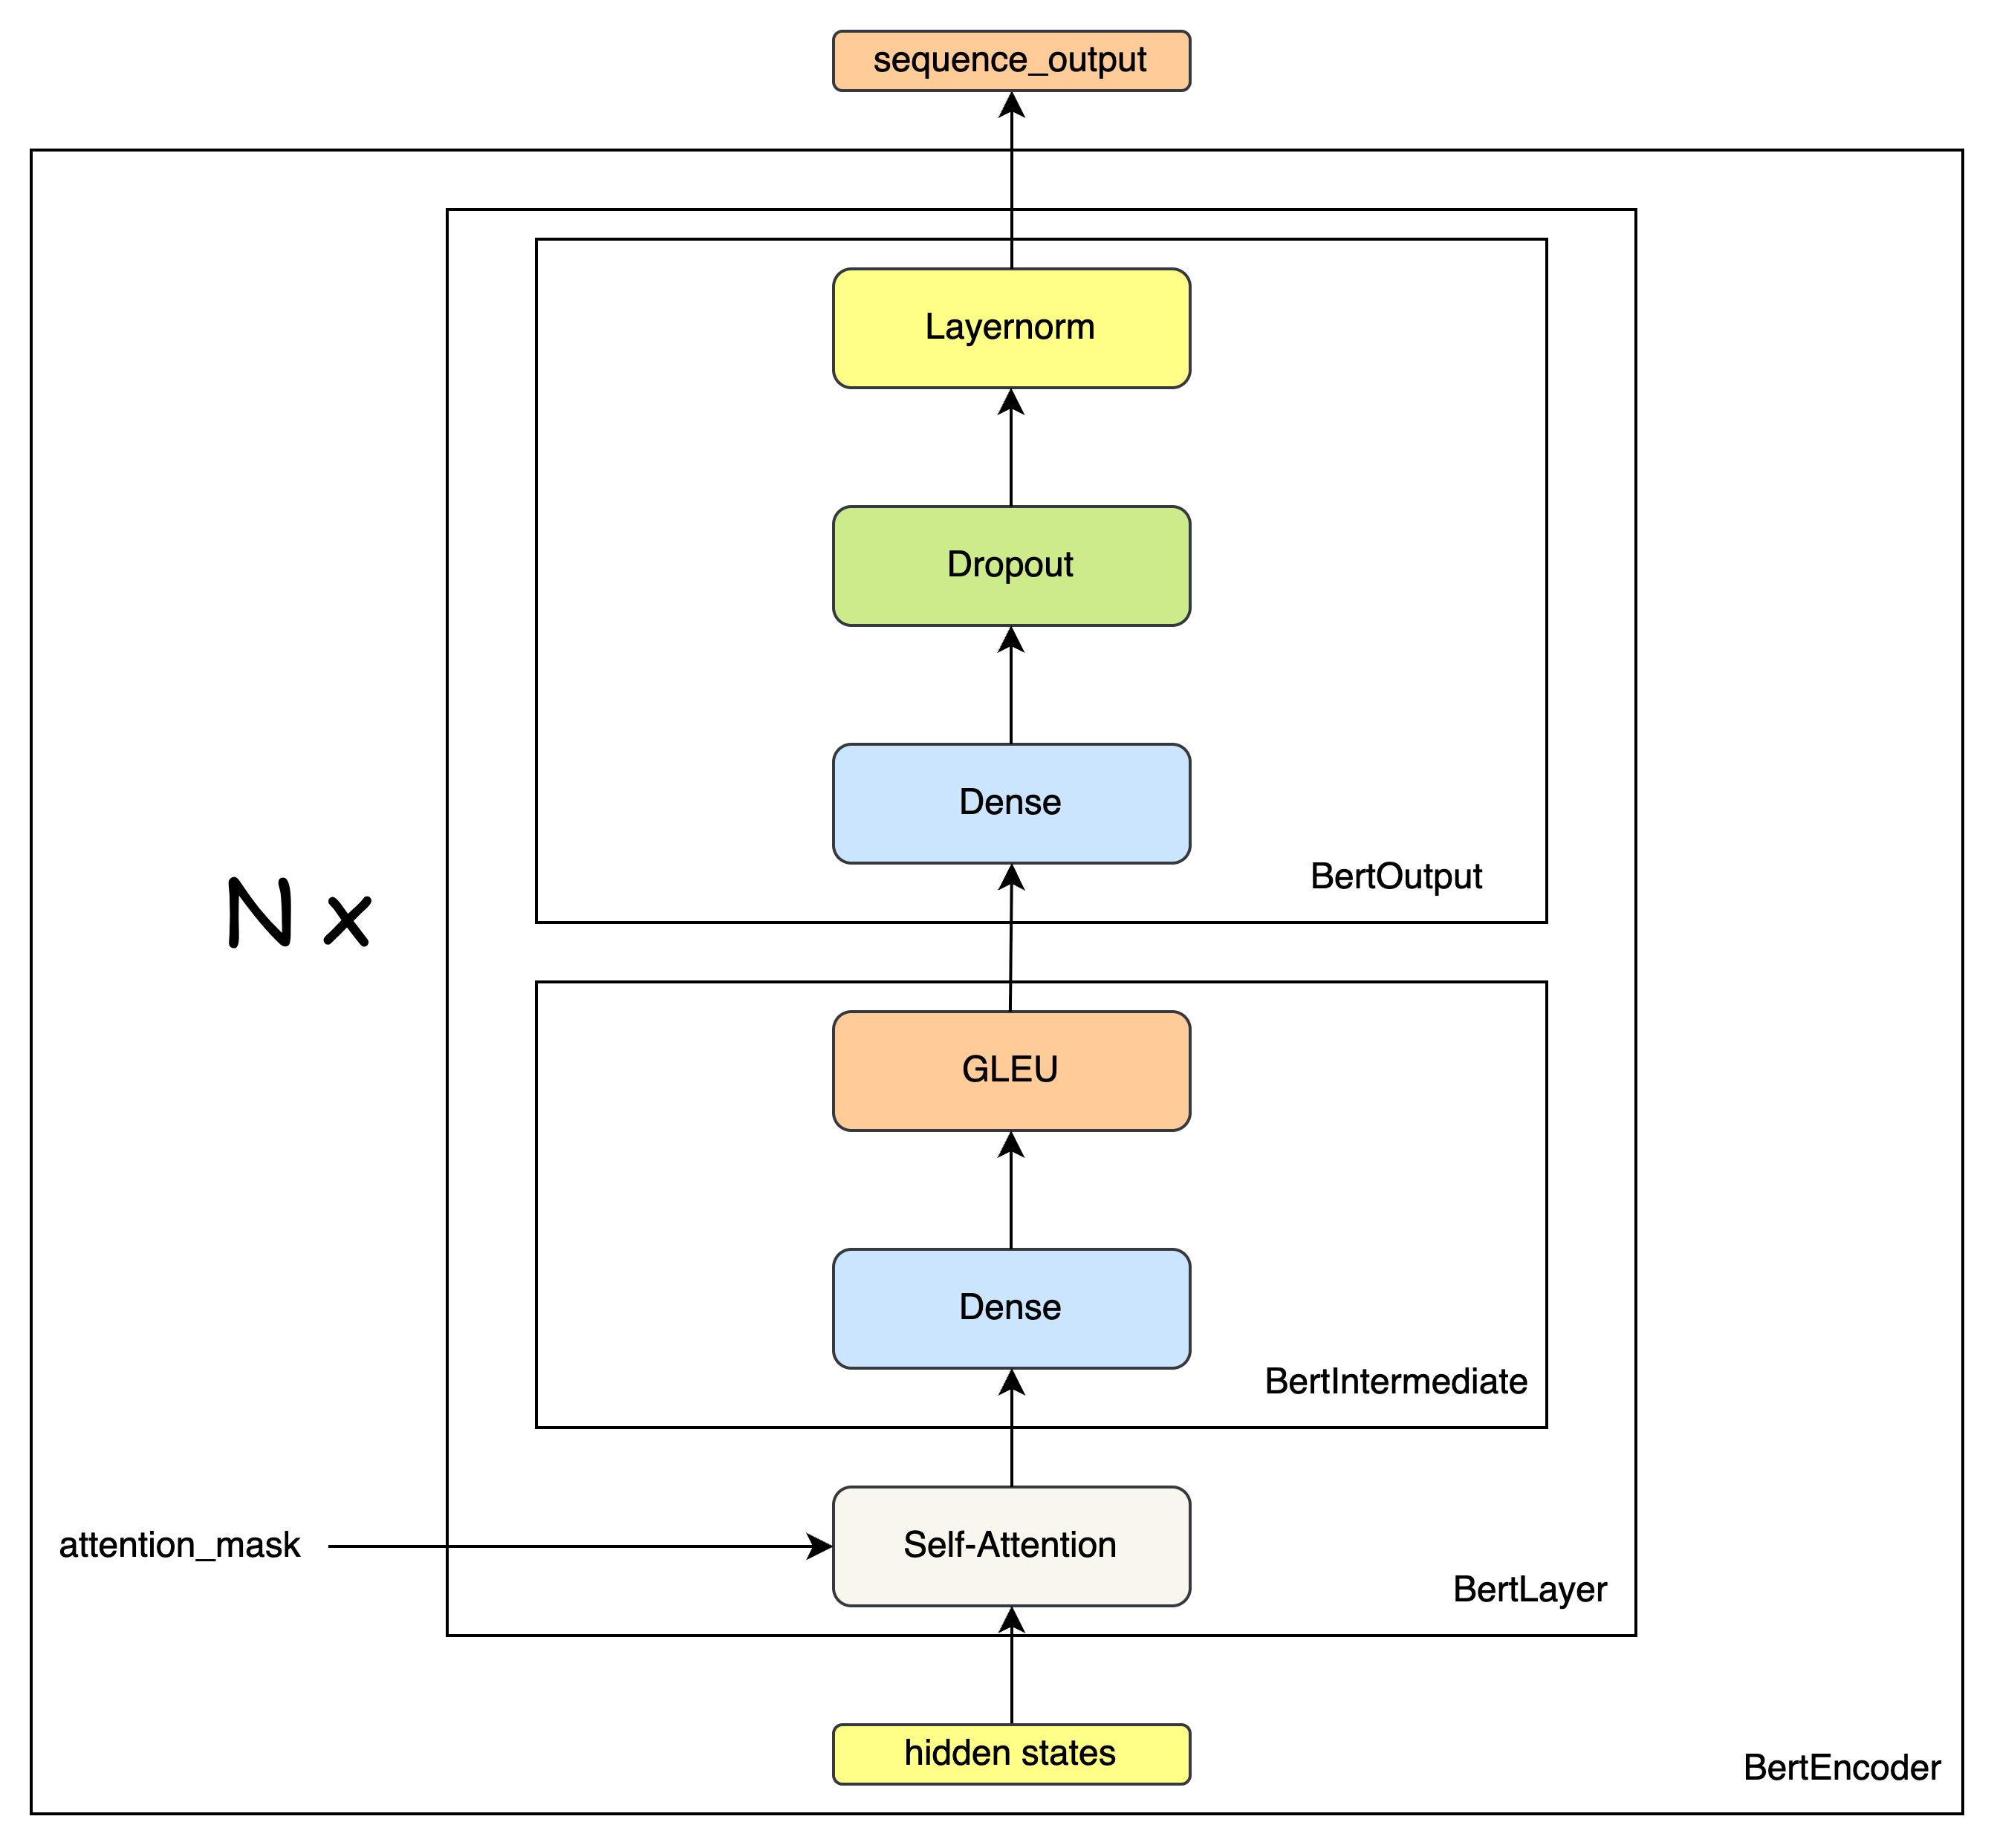 sequence_output
Layernorm
Dropout
Dense
BertOutput
N x
GLEU
Dense
BertIntermediate
attention_mask
Self-Attention
BertLayer
hidden states
BertEncoder